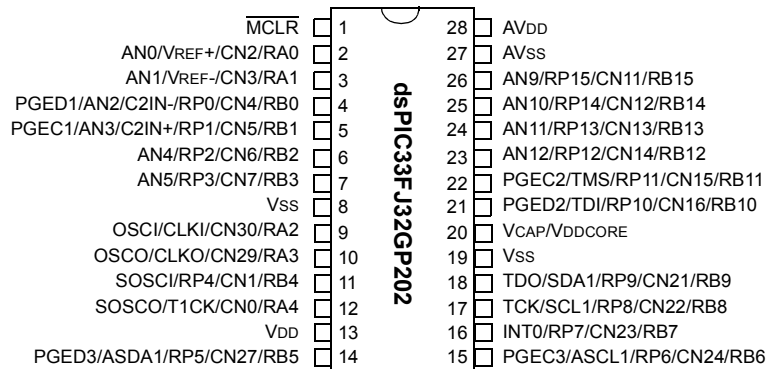 MCLR 1 28 AVDD
AN0/VREF+/CN2/RA0 2 27 AVSS
AN1/VREF-/CN3/RA1 3 26 AN9/RP15/CN11/RB15
PGED1/AN2/C2IN-/RP0/CN4/RB0 4 25 AN10/RP14/CN12/RB14
PGEC1/AN3/C2IN+/RP1/CN5/RB1 5 24 AN11/RP13/CN13/RB13
AN4/RP2/CN6/RB2 6 23 AN12/RP12/CN14/RB12
AN5/RP3/CN7/RB3 7 22 PGEC2/TMS/RP11/CN15/RB11
VSS 8 21 PGED2/TDI/RP10/CN16/RB10
OSCI/CLKI/CN30/RA2 9 20 VCAP/VDDCORE
OSCO/CLKO/CN29/RA3 10 19 VSS
SOSCI/RP4/CN1/RB4 11 18 TDO/SDA1/RP9/CN21/RB9
SOSCO/T1CK/CN0/RA4 12 17 TCK/SCL1/RP8/CN22/RB8
VDD 13 16 INT0/RP7/CN23/RB7
PGED3/ASDA1/RP5/CN27/RB5 14 15 PGEC3/ASCL1/RP6/CN24/RB6
dsPIC33FJ32GP202